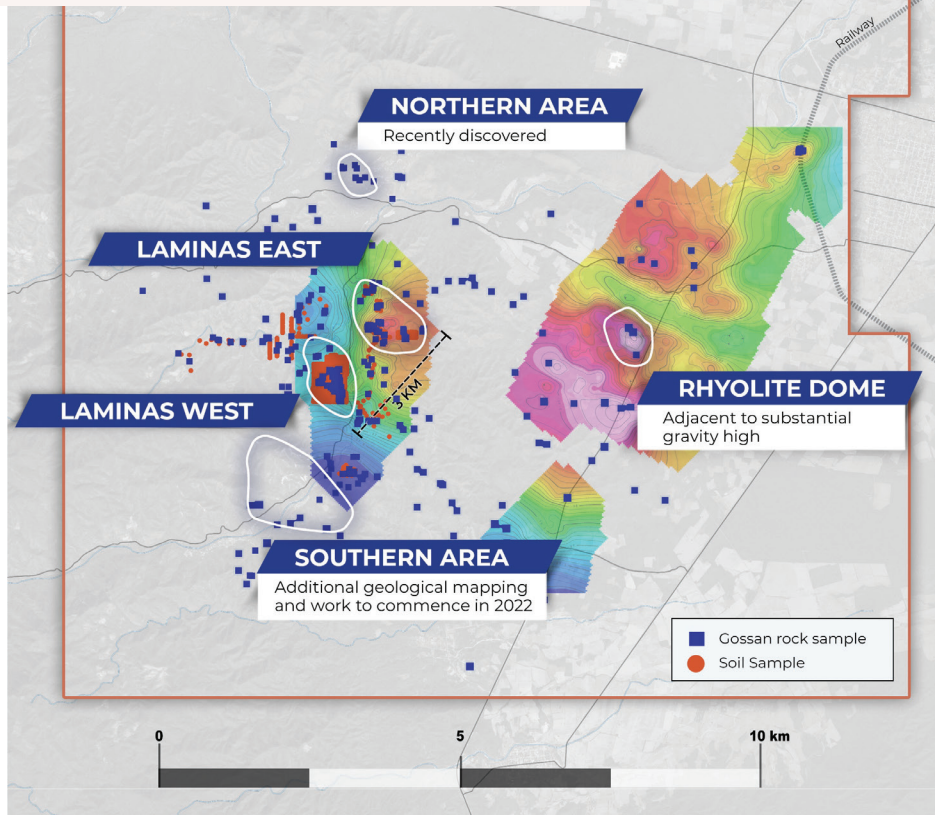 Railway
NORTHERN AREA
Recently discovered
LAMINAS EAST
3 KM
LAMINAS WEST
RHYOLITE DOME
Adjacent to substantial
gravity high
SOUTHERN AREA
Additional geological mapping
and work to commence in 2022
Gossan rock sample
Soil Sample
0
5
10 km